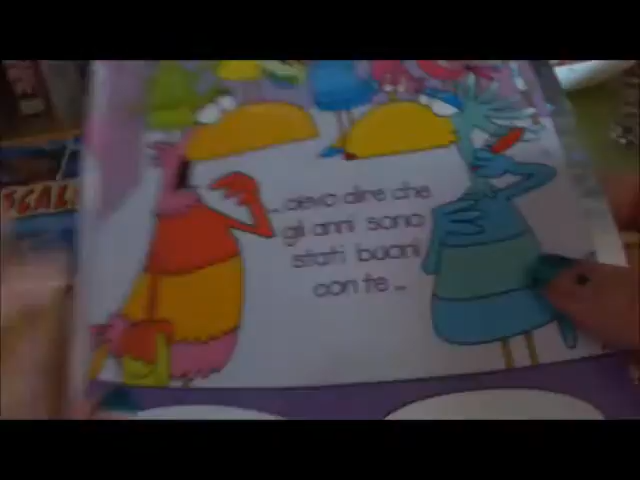 ... devo dire che
gli anni sono
stati buoni
con te ...